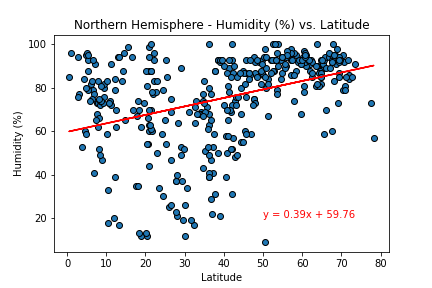 Northern Hemisphere - Humidity (%) vs. Latitude
100
80
60
40
20
Humidity (%)
y = 0.39x + 59.76
0 10 20 30 40 50 60 70 80
Latitude